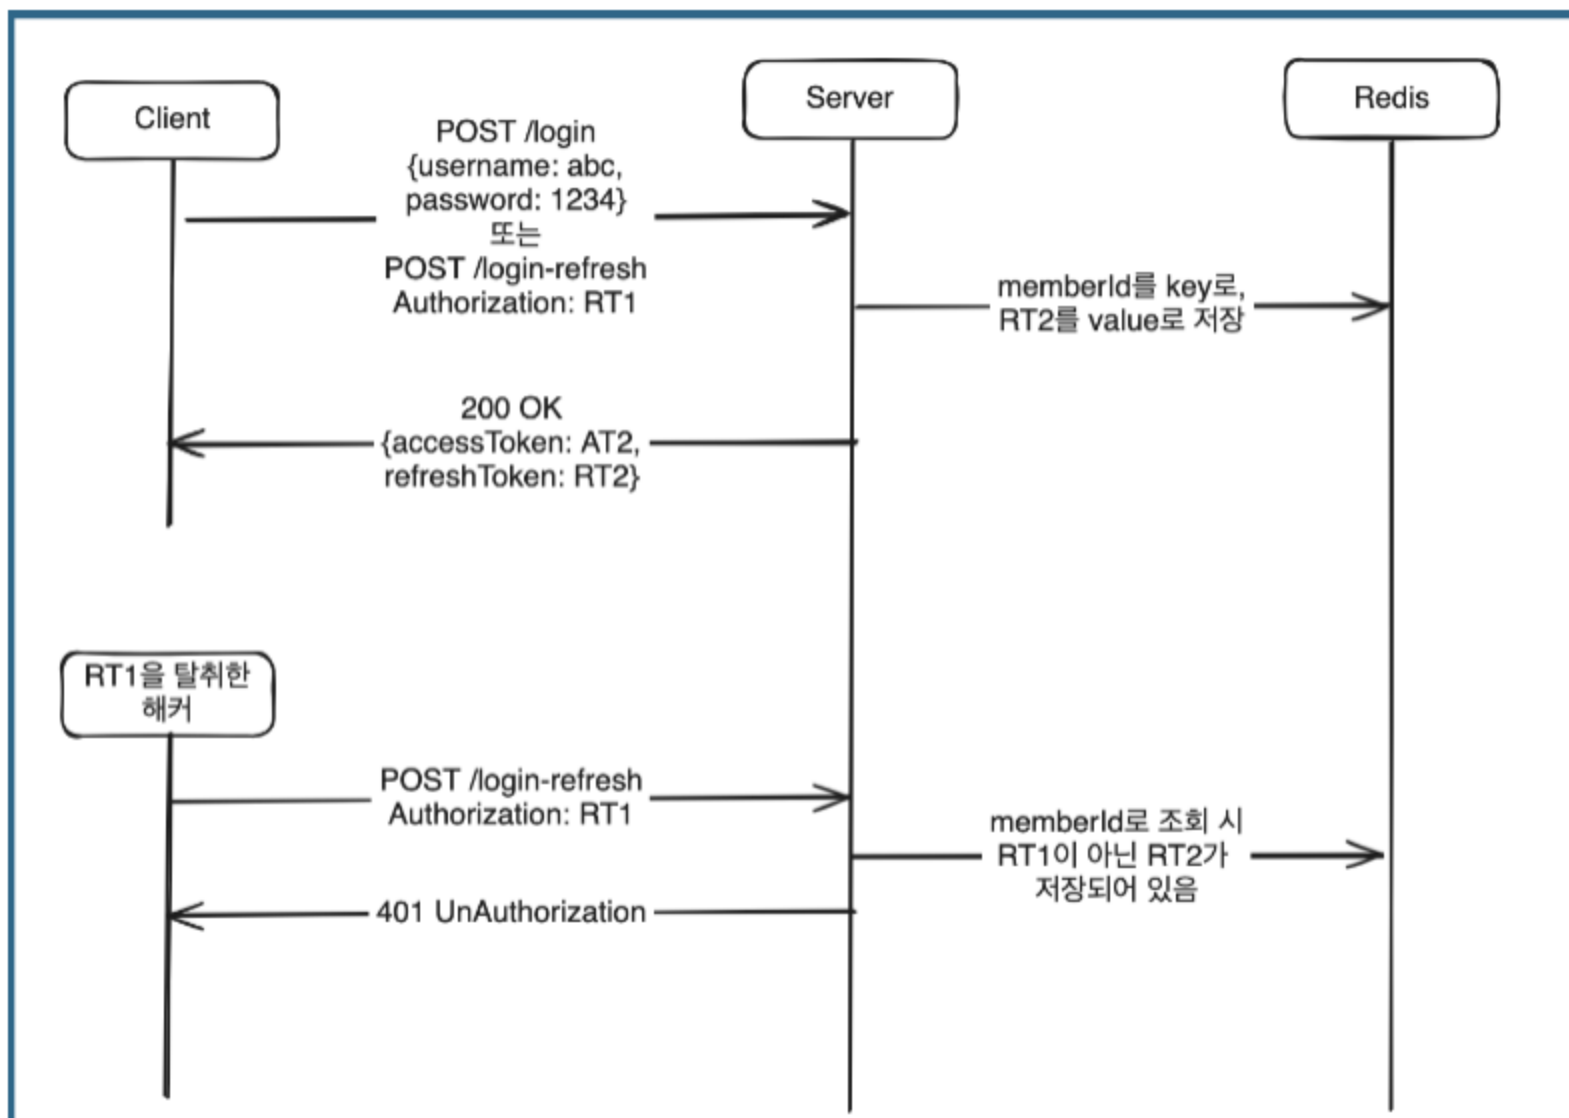 Client
Server
Redis
POST /login
{username: abc,
password: 1234}
또는
POST /login-refresh
Authorization: RT1
memberId를 key로,
RT2를 value로 저장
200 OK
{accessToken: AT2,
refreshToken: RT2}
RT1을 탈취한
해커
POST /login-refresh
Authorization: RT1
memberId로 조회 시
RT1이 아닌 RT2가
저장되어 있음
401 UnAuthorization